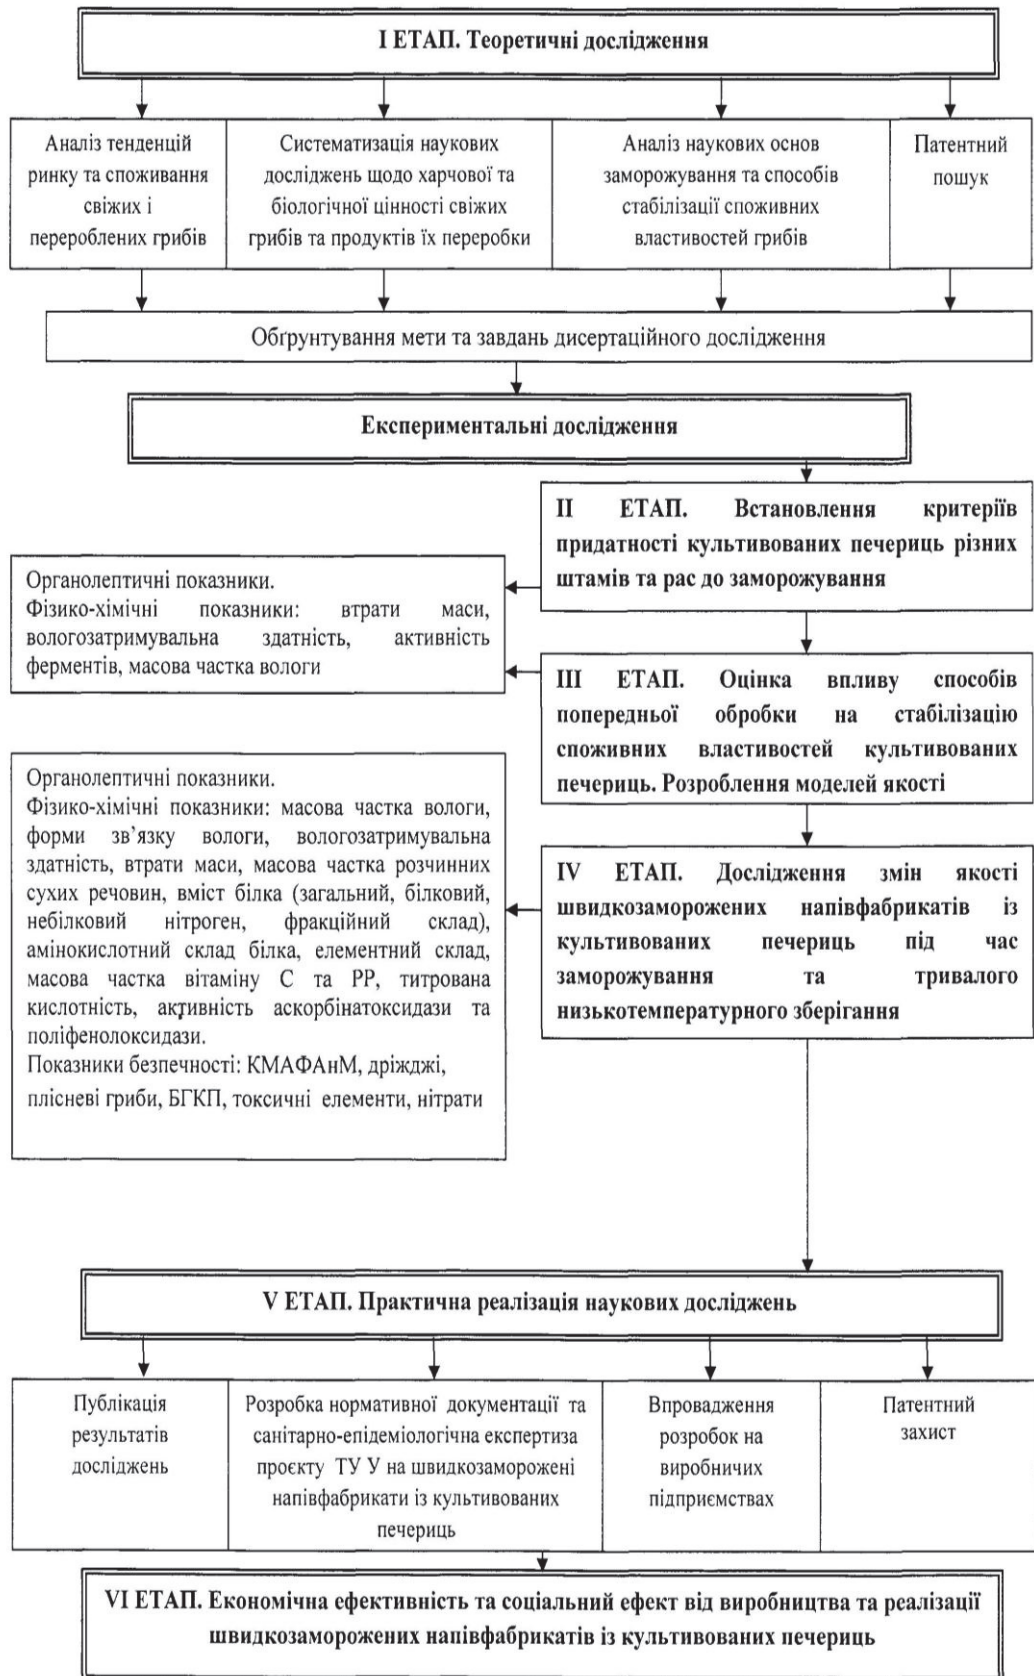 І ЕТАП. Теоретичні дослідження
Аналіз тенденцій
ринку та споживання
свіжих і
перероблених грибів
Систематизація наукових
досліджень щодо харчової та
біологічної цінності свіжих
грибів та продуктів їх переробки
Аналіз наукових основ
заморожування та способів
стабілізації споживних
властивостей грибів
Патентний
пошук
Обґрунтування мети та завдань дисертаційного дослідження
Експериментальні дослідження
ІІ ЕТАП. Встановлення критеріїв
придатності культивованих печериць різних
штамів та рас до заморожування
Органолептичні показники.
Фізико-хімічні показники: втрати маси,
вологозатримувальна здатність, активність
ферментів, масова частка вологи
ІІІ ЕТАП. Оцінка впливу способів
попередньої обробки на стабілізацію
споживних властивостей культивованих
печериць. Розроблення моделей якості
Органолептичні показники.
Фізико-хімічні показники: масова частка вологи,
форми зв’язку вологи, вологозатримувальна
здатність, втрати маси, масова частка розчинних
сухих речовин, вміст білка (загальний, білковий,
небілковий нітроген, фракційний склад),
амінокислотний склад білка, елементний склад,
масова частка вітаміну С та РР, титрована
кислотність, активність аскорбінатоксидази та
поліфенолоксидази.
Показники безпечності: КМАФАнМ, дріжджі,
плісневі гриби, БГКП, токсичні елементи, нітрати
ІV ЕТАП. Дослідження змін якості
швидкозаморожених напівфабрикатів із
культивованих печериць під час
заморожування та тривалого
низькотемпературного зберігання
V ЕТАП. Практична реалізація наукових досліджень
Публікація
результатів
досліджень
Розробка нормативної документації та
санітарно-епідеміологічна експертиза
проєкту ТУ У на швидкозаморожені
напівфабрикати із культивованих
печериць
Впровадження
розробок на
виробничих
підприємствах
Патентний
захист
VI ЕТАП. Економічна ефективність та соціальний ефект від виробництва та реалізації
швидкозаморожених напівфабрикатів із культивованих печериць